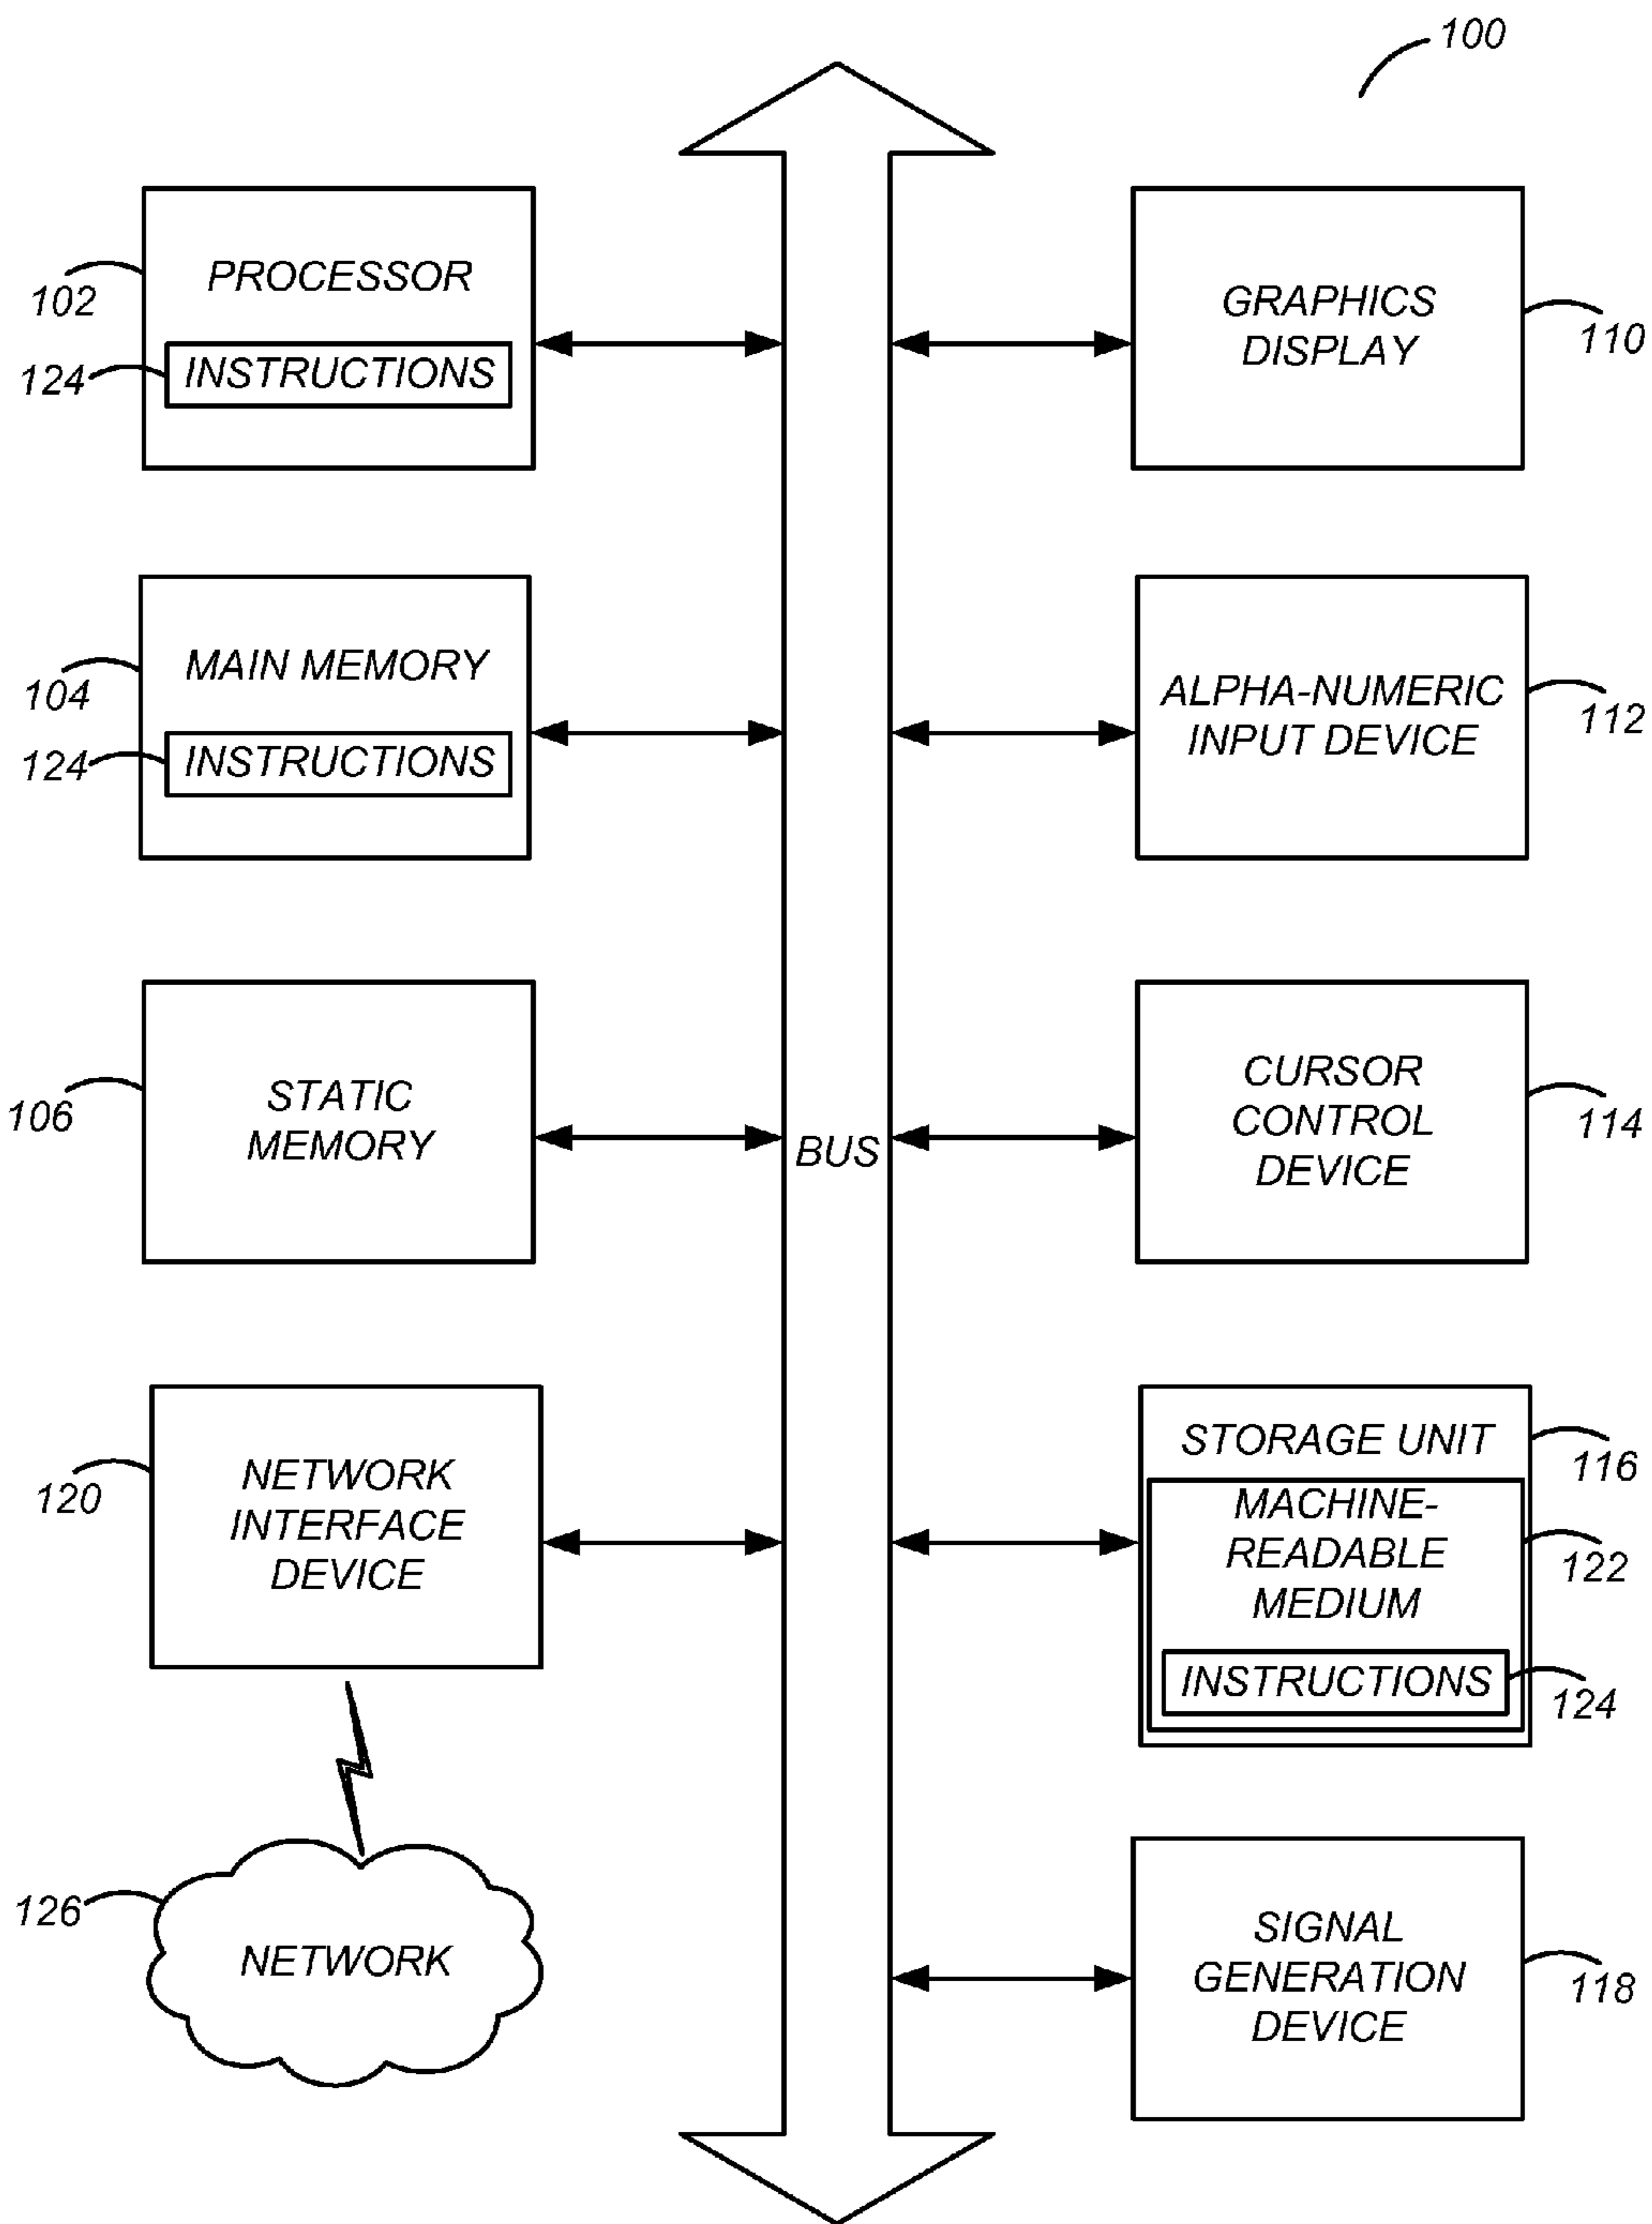 100
PROCESSOR
102
INSTRUCTIONS
124
GRAPHICS
DISPLAY
110
MAIN MEMORY
104
INSTRUCTIONS
124
ALPHA-NUMERIC
INPUT DEVICE
112
STATIC
MEMORY
106
BUS
CURSOR
CONTROL
DEVICE
114
NETWORK
INTERFACE
DEVICE
120
STORAGE UNIT
116
MACHINE-
READABLE
MEDIUM
122
INSTRUCTIONS
124
NETWORK
126
SIGNAL
GENERATION
DEVICE
118